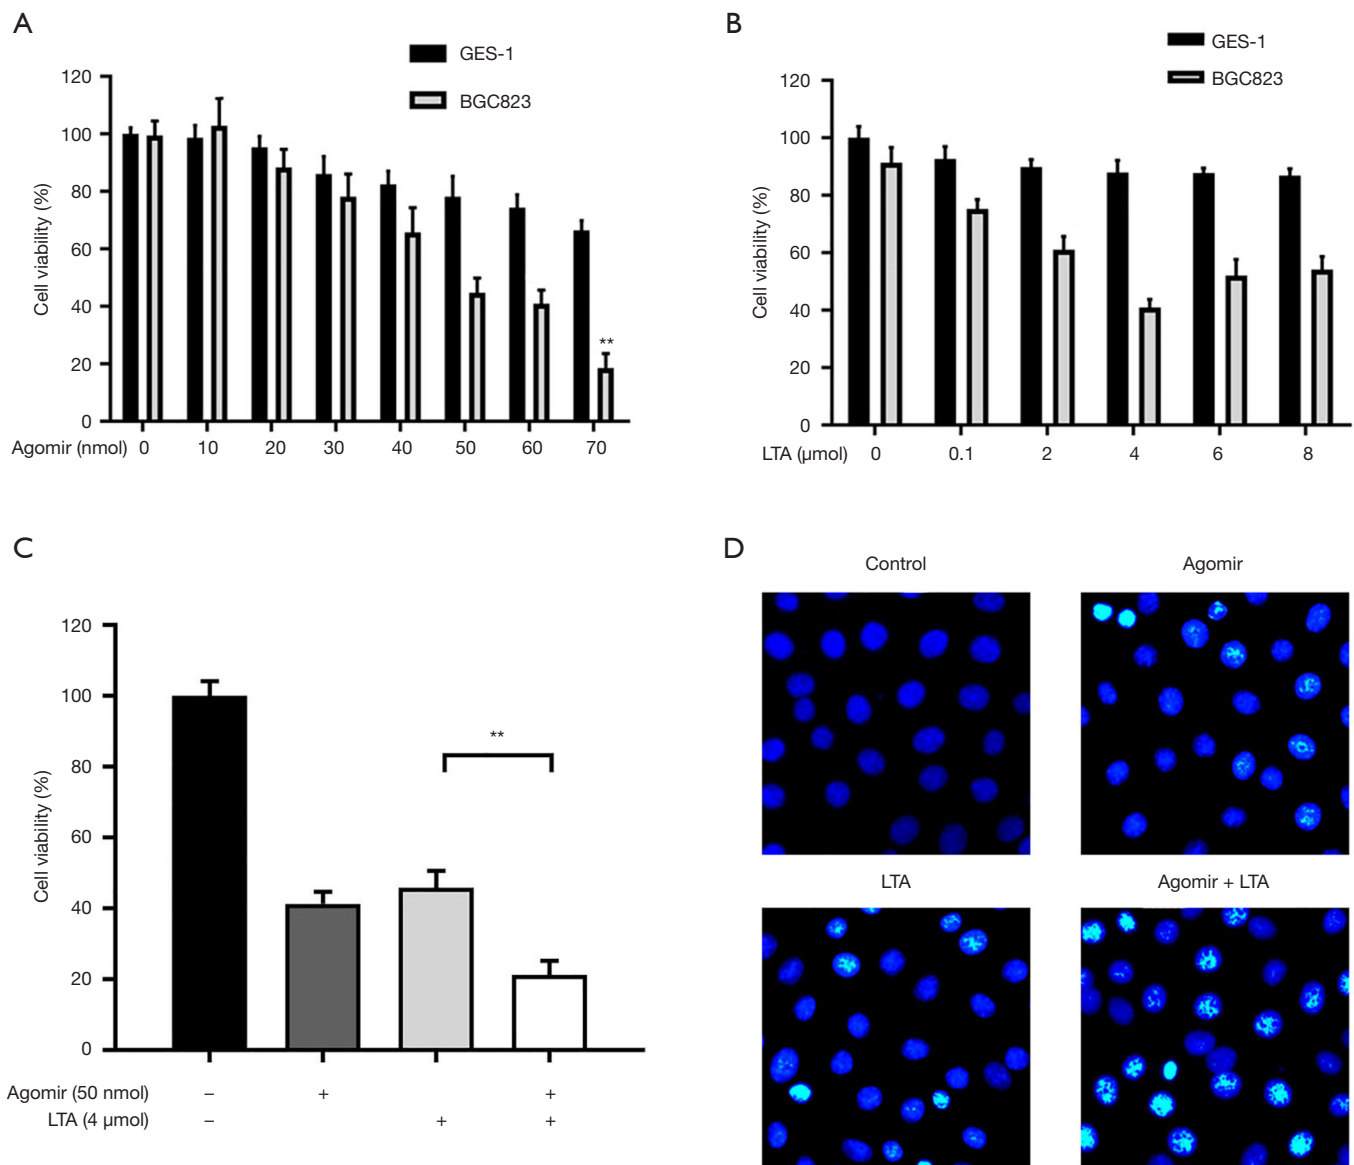 A
GES-1
BGC823
Cell viability (%)
120
100
80
60
40
20
0
Agomir (nmol) 0 10 20 30 40 50 60 70
**
B
GES-1
BGC823
Cell viability (%)
120
100
80
60
40
20
0
LTA (µmol) 0 0.1 2 4 6 8
C
Cell viability (%)
120
100
80
60
40
20
0
**
Agomir (50 nmol) – + +
LTA (4 µmol) – + +
D
Control
Agomir
LTA
Agomir + LTA